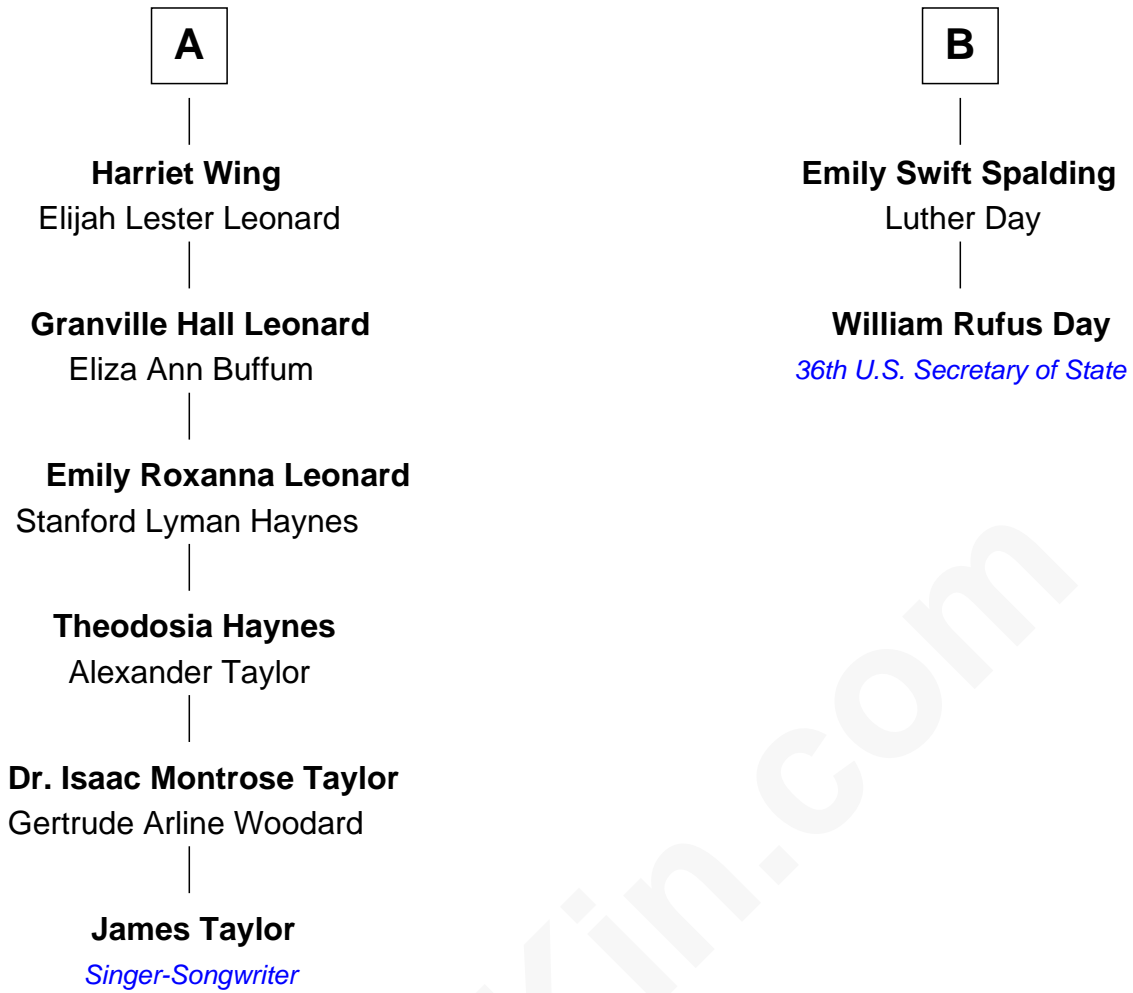 A
Harriet Wing
Elijah Lester Leonard
Granville Hall Leonard
Eliza Ann Buffum
Emily Roxanna Leonard
Stanford Lyman Haynes
Theodosia Haynes
Alexander Taylor
Dr. Isaac Montrose Taylor
Gertrude Arline Woodard
James Taylor
Singer-Songwriter
B
Emily Swift Spalding
Luther Day
William Rufus Day
36th U.S. Secretary of State
Kin.com